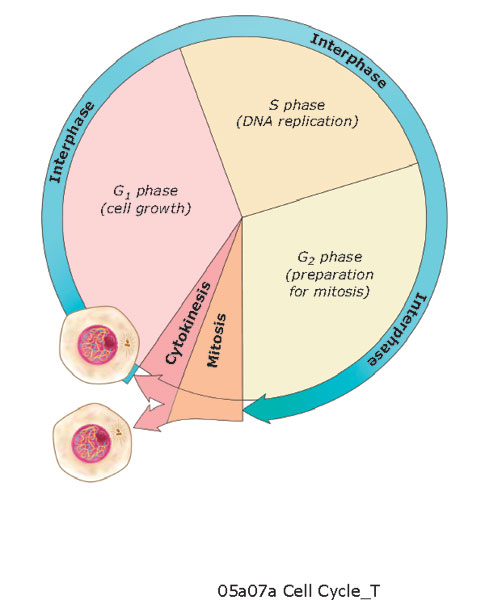 Interphase
S phase
(DNA replication)
Interphase
G₁ phase
(cell growth)
G₂ phase
(preparation
for mitosis)
Cytokinesis
Mitosis
Interphase
05a07a Cell Cycle_T